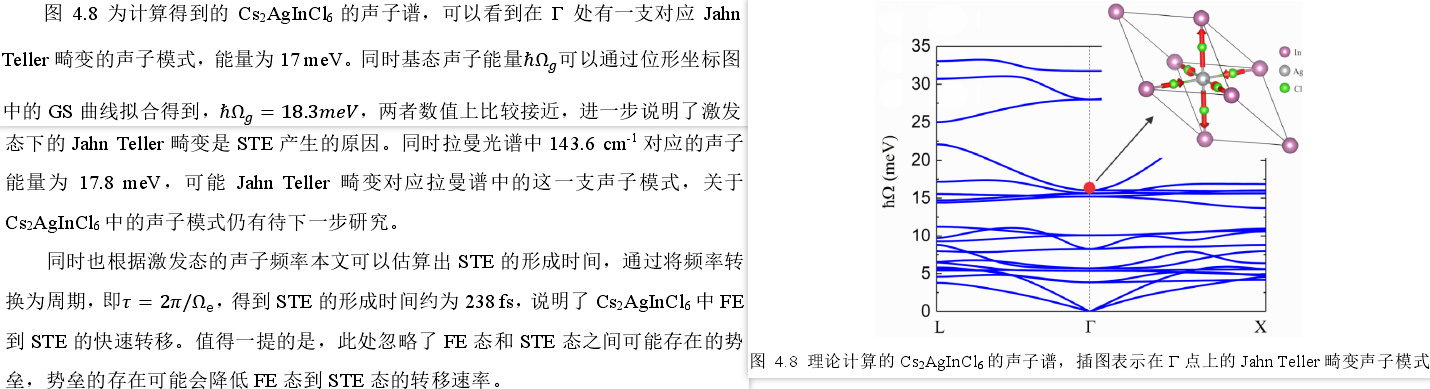 图 4.8 为计算得到的 Cs₂AgInCl₆ 的声子谱，可以看到在 Γ 处有一支对应 Jahn
Teller 畸变的声子模式，能量为 17 meV。同时基态声子能量ℏΩg可以通过位形坐标图
中的 GS 曲线拟合得到，ℏΩg = 18.3meV，两者数值上比较接近，进一步说明了激发
态下的 Jahn Teller 畸变是 STE 产生的原因。同时拉曼光谱中 143.6 cm⁻¹ 对应的声子
能量为 17.8 meV，可能 Jahn Teller 畸变对应拉曼谱中的这一支声子模式，关于
Cs₂AgInCl₆ 中的声子模式仍有待下一步研究。
同时也根据激发态的声子频率本文可以估算出 STE 的形成时间，通过将频率转
换为周期，即τ = 2π/Ωe，得到 STE 的形成时间约为 238 fs，说明了 Cs₂AgInCl₆ 中 FE
到 STE 的快速转移。值得一提的是，此处忽略了 FE 态和 STE 态之间可能存在的势
垒，势垒的存在可能会降低 FE 态到 STE 态的转移速率。
ħΩ (meV)
35
30
25
20
15
10
5
0
L
Γ
X
In
Ag
Cl
图 4.8 理论计算的 Cs₂AgInCl₆ 的声子谱，插图表示在 Γ 点上的 Jahn Teller 畸变声子模式